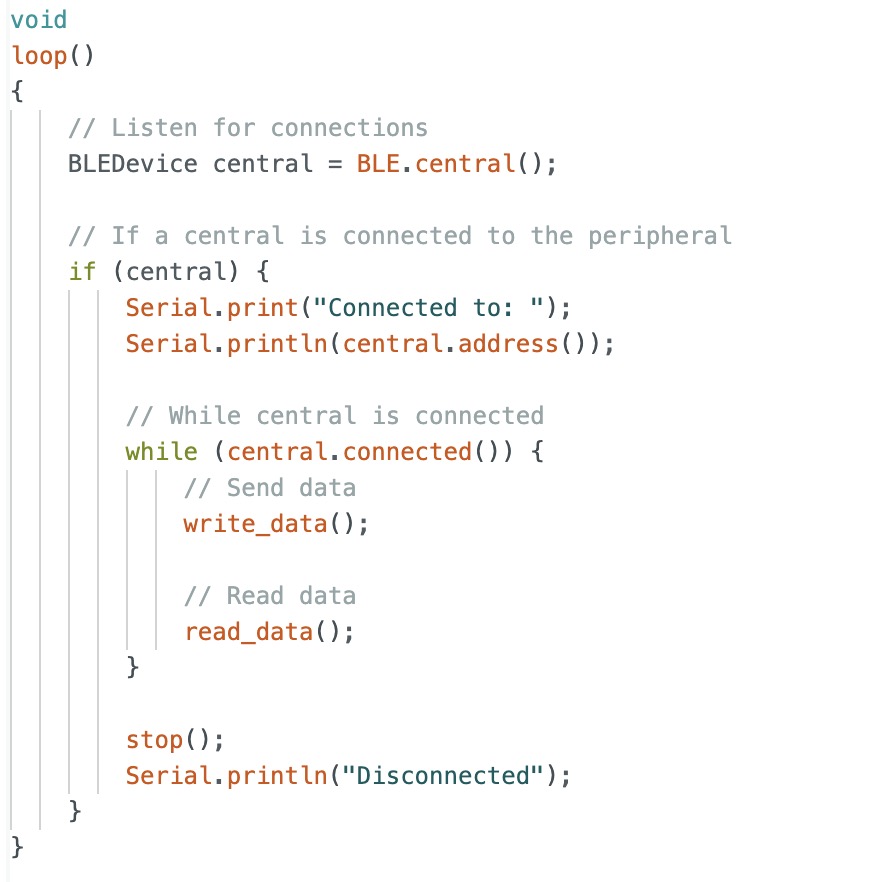 void
loop()
{
// Listen for connections
BLEDevice central = BLE.central();
// If a central is connected to the peripheral
if (central) {
Serial.print("Connected to: ");
Serial.println(central.address());
// While central is connected
while (central.connected()) {
// Send data
write_data();
// Read data
read_data();
}
stop();
Serial.println("Disconnected");
}
}